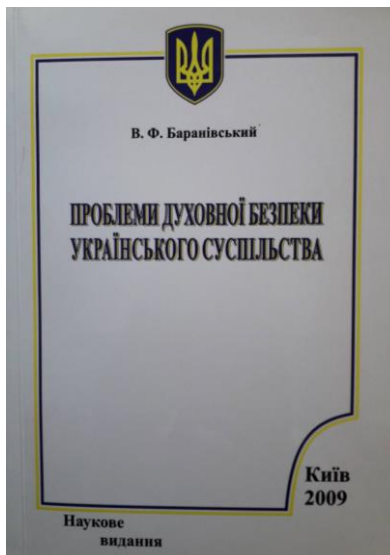 В. Ф. Баранівський
ПРОБЛЕМИ ДУХОВНОЇ БЕЗПЕКИ
УКРАЇНСЬКОГО СУСПІЛЬСТВА
Київ
2009
Наукове
видання